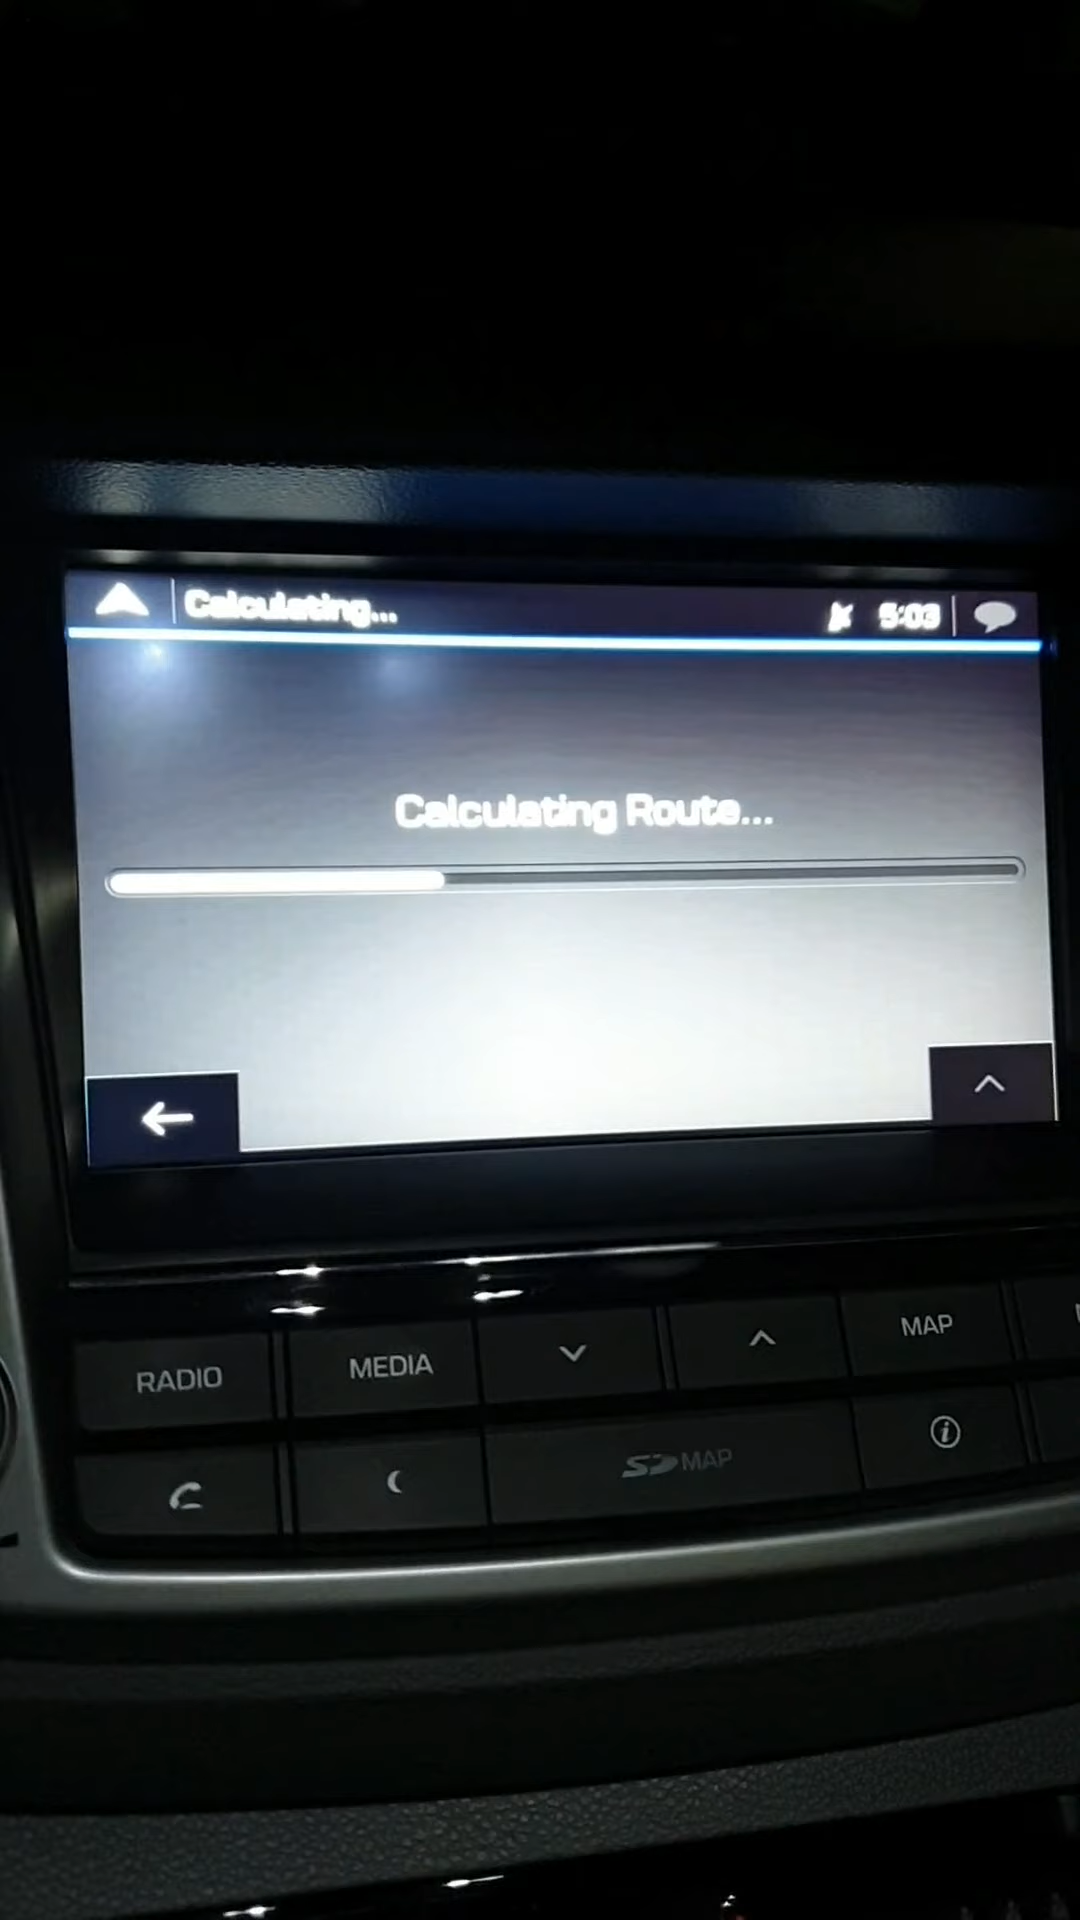 Calculating...
5:03
Calculating Route...
RADIO
MEDIA
MAP
SD MAP